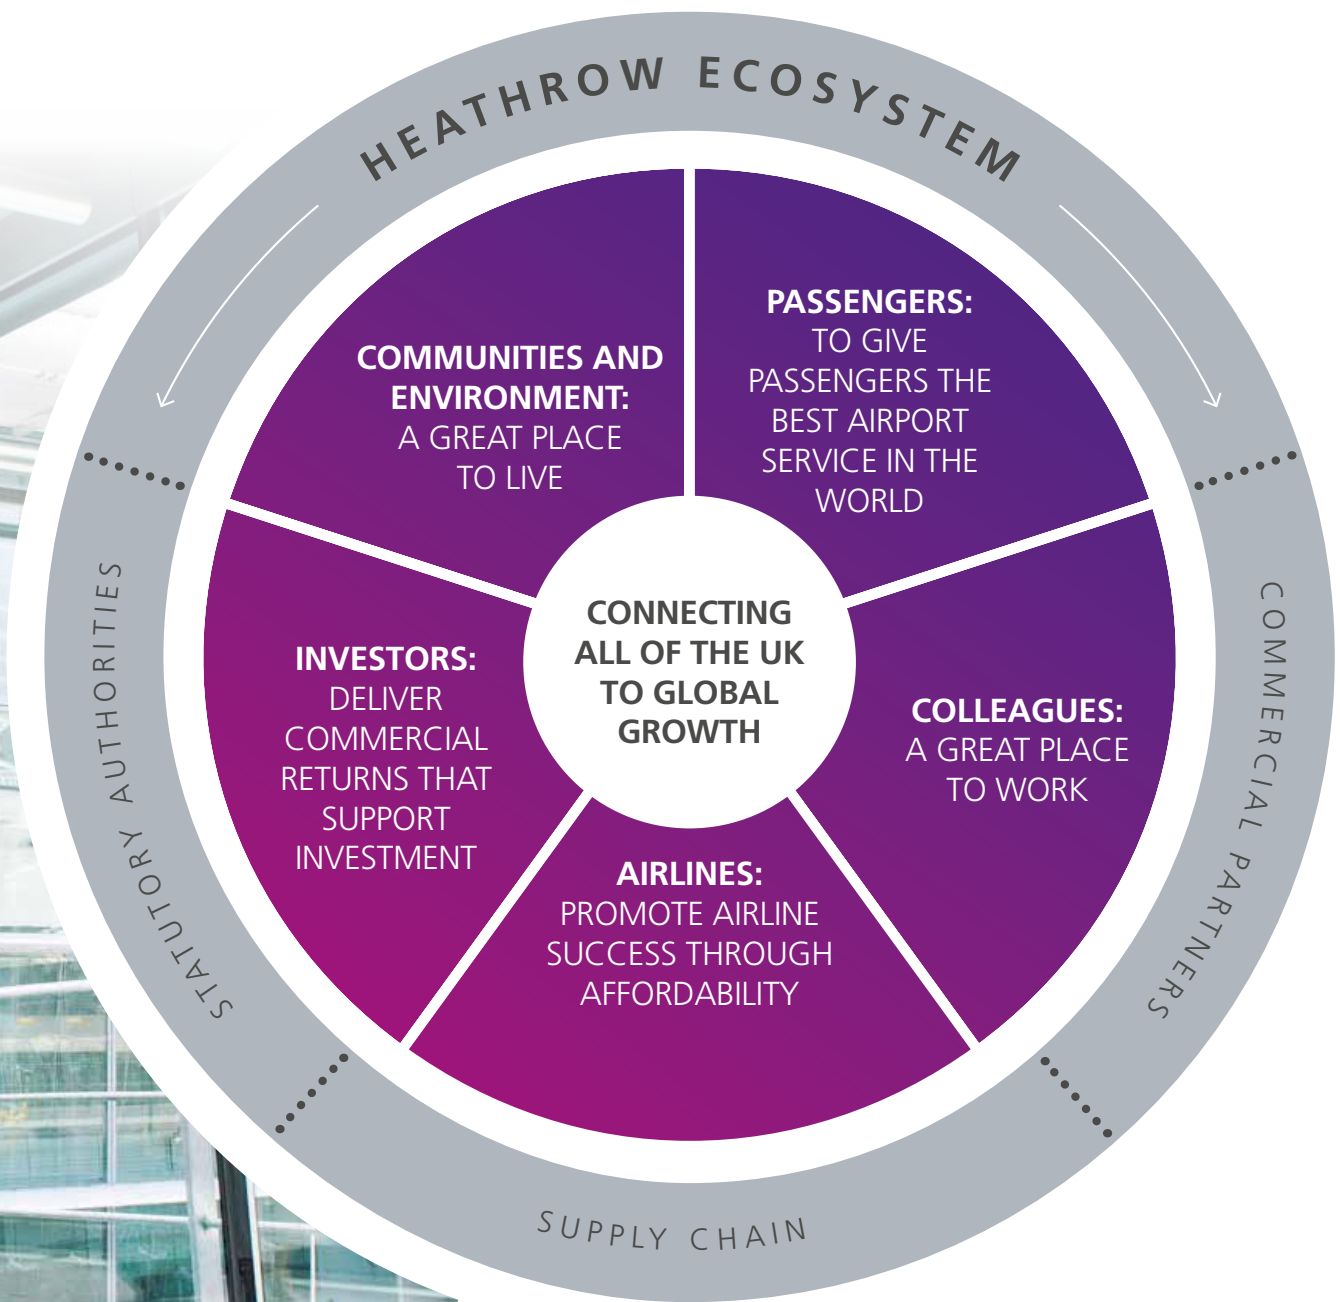 HEATHROW ECOSYSTEM
COMMUNITIES AND
ENVIRONMENT:
A GREAT PLACE
TO LIVE
PASSENGERS:
TO GIVE
PASSENGERS THE
BEST AIRPORT
SERVICE IN THE
WORLD
CONNECTING
ALL OF THE UK
TO GLOBAL
GROWTH
INVESTORS:
DELIVER
COMMERCIAL
RETURNS THAT
SUPPORT
INVESTMENT
COLLEAGUES:
A GREAT PLACE
TO WORK
AIRLINES:
PROMOTE AIRLINE
SUCCESS THROUGH
AFFORDABILITY
STATUTORY AUTHORITIES
COMMERCIAL PARTNERS
SUPPLY CHAIN